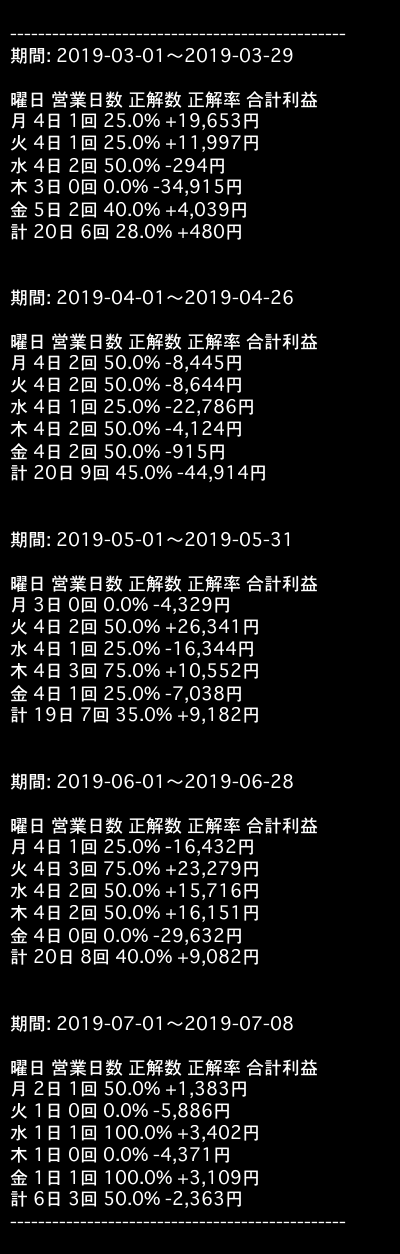 ------------------------------------------------
期間: 2019-03-01〜2019-03-29
曜日 営業日数 正解数 正解率 合計利益
月 4日 1回 25.0% +19,653円
火 4日 1回 25.0% +11,997円
水 4日 2回 50.0% -294円
木 3日 0回 0.0% -34,915円
金 5日 2回 40.0% +4,039円
計 20日 6回 28.0% +480円
期間: 2019-04-01〜2019-04-26
曜日 営業日数 正解数 正解率 合計利益
月 4日 2回 50.0% -8,445円
火 4日 2回 50.0% -8,644円
水 4日 1回 25.0% -22,786円
木 4日 2回 50.0% -4,124円
金 4日 2回 50.0% -915円
計 20日 9回 45.0% -44,914円
期間: 2019-05-01〜2019-05-31
曜日 営業日数 正解数 正解率 合計利益
月 3日 0回 0.0% -4,329円
火 4日 2回 50.0% +26,341円
水 4日 1回 25.0% -16,344円
木 4日 3回 75.0% +10,552円
金 4日 1回 25.0% -7,038円
計 19日 7回 35.0% +9,182円
期間: 2019-06-01〜2019-06-28
曜日 営業日数 正解数 正解率 合計利益
月 4日 1回 25.0% -16,432円
火 4日 3回 75.0% +23,279円
水 4日 2回 50.0% +15,716円
木 4日 2回 50.0% +16,151円
金 4日 0回 0.0% -29,632円
計 20日 8回 40.0% +9,082円
期間: 2019-07-01〜2019-07-08
曜日 営業日数 正解数 正解率 合計利益
月 2日 1回 50.0% +1,383円
火 1日 0回 0.0% -5,886円
水 1日 1回 100.0% +3,402円
木 1日 0回 0.0% -4,371円
金 1日 1回 100.0% +3,109円
計 6日 3回 50.0% -2,363円
------------------------------------------------